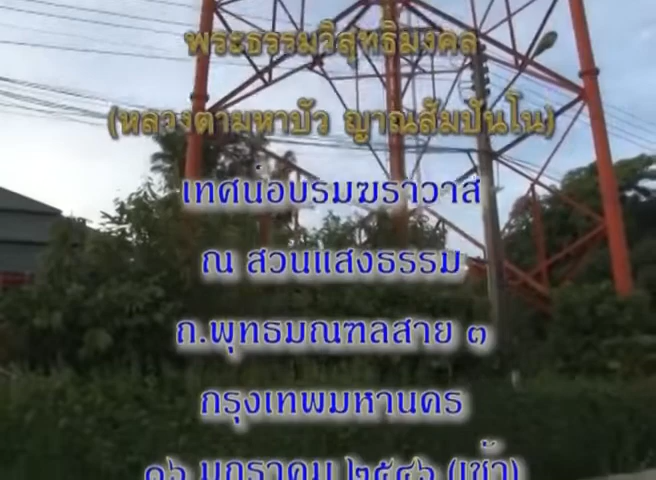 พระธรรมวิสุทธิมงคล
(หลวงตามหาบัว ญาณสัมปันโน)
เทศน์อบรมฆราวาส
ณ สวนแสงธรรม
ถ.พุทธมณฑลสาย ๓
กรุงเทพมหานคร
๑๖ มกราคม ๒๕๔๖ (เช้า)